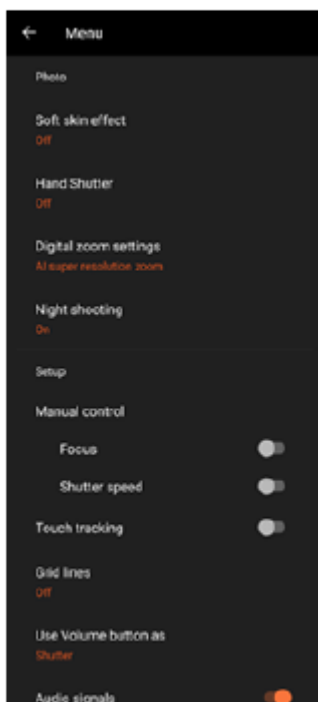 Menu
Photo
Soft skin effect
Off
Hand Shutter
Off
Digital zoom settings
AI super resolution zoom
Night shooting
On
Setup
Manual control
Focus
Shutter speed
Touch tracking
Grid lines
Off
Use Volume button as
Shutter
Audio signals